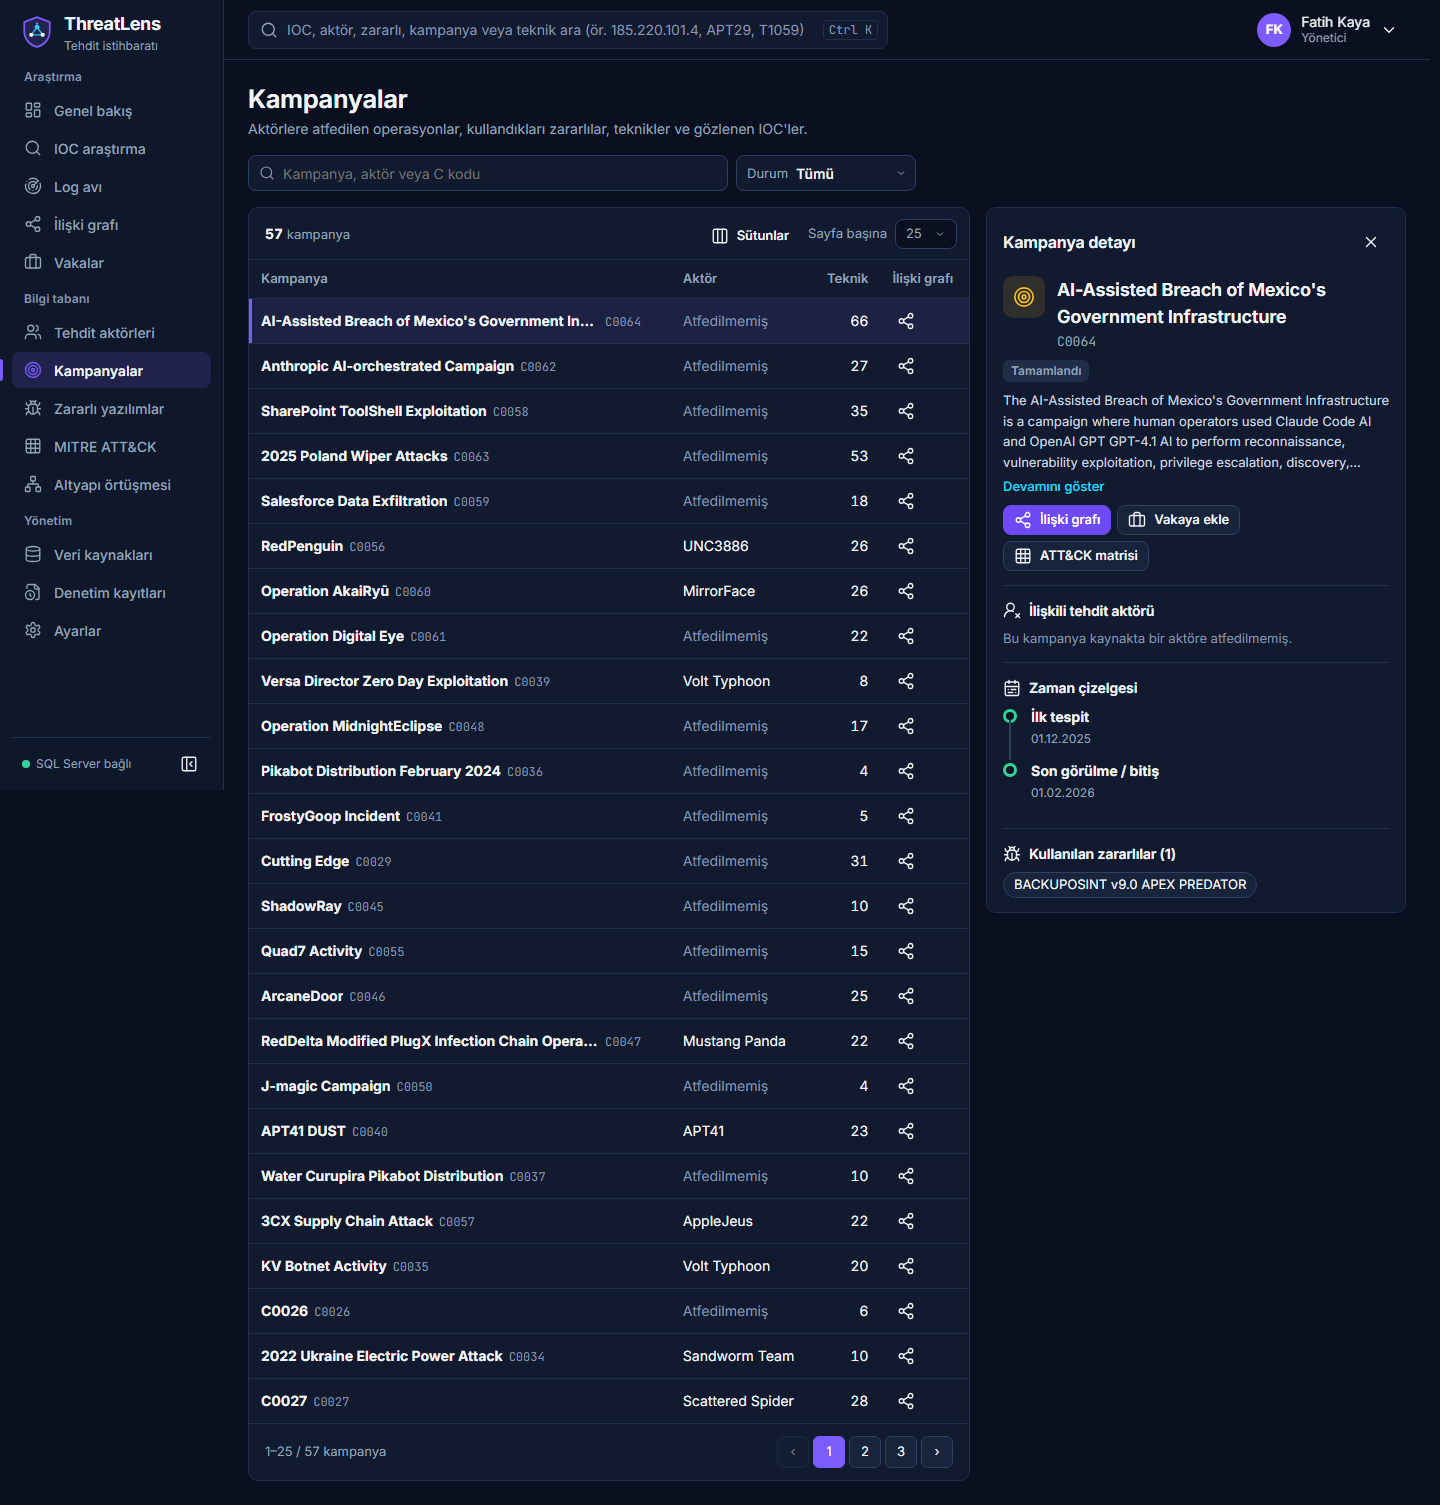 ThreatLens
Tehdit istihbaratı
Araştırma
Genel bakış
IOC araştırma
Log avı
İlişki grafı
Vakalar
Bilgi tabanı
Tehdit aktörleri
Kampanyalar
Zararlı yazılımlar
MITRE ATT&CK
Altyapı örtüşmesi
Yönetim
Veri kaynakları
Denetim kayıtları
Ayarlar
SQL Server bağlı
IOC, aktör, zararlı, kampanya veya teknik ara (ör. 185.220.101.4, APT29, T1059)
Ctrl K
FK
Fatih Kaya
Yönetici
Kampanyalar
Aktörlere atfedilen operasyonlar, kullandıkları zararlılar, teknikler ve gözlenen IOC'ler.
Kampanya, aktör veya C kodu
Durum Tümü
57 kampanya
Sütunlar
Sayfa başına 25
Kampanya Aktör Teknik İlişki grafı
AI-Assisted Breach of Mexico's Government In... C0064 Atfedilmemiş 66
Anthropic AI-orchestrated Campaign C0062 Atfedilmemiş 27
SharePoint ToolShell Exploitation C0058 Atfedilmemiş 35
2025 Poland Wiper Attacks C0063 Atfedilmemiş 53
Salesforce Data Exfiltration C0059 Atfedilmemiş 18
RedPenguin C0056 UNC3886 26
Operation AkaiRyū C0060 MirrorFace 26
Operation Digital Eye C0061 Atfedilmemiş 22
Versa Director Zero Day Exploitation C0039 Volt Typhoon 8
Operation MidnightEclipse C0048 Atfedilmemiş 17
Pikabot Distribution February 2024 C0036 Atfedilmemiş 4
FrostyGoop Incident C0041 Atfedilmemiş 5
Cutting Edge C0029 Atfedilmemiş 31
ShadowRay C0045 Atfedilmemiş 10
Quad7 Activity C0055 Atfedilmemiş 15
ArcaneDoor C0046 Atfedilmemiş 25
RedDelta Modified PlugX Infection Chain Opera... C0047 Mustang Panda 22
J-magic Campaign C0050 Atfedilmemiş 4
APT41 DUST C0040 APT41 23
Water Curupira Pikabot Distribution C0037 Atfedilmemiş 10
3CX Supply Chain Attack C0057 AppleJeus 22
KV Botnet Activity C0035 Volt Typhoon 20
C0026 C0026 Atfedilmemiş 6
2022 Ukraine Electric Power Attack C0034 Sandworm Team 10
C0027 C0027 Scattered Spider 28
1–25 / 57 kampanya
‹ 1 2 3 ›
Kampanya detayı
AI-Assisted Breach of Mexico's
Government Infrastructure
C0064
Tamamlandı
The AI-Assisted Breach of Mexico's Government Infrastructure
is a campaign where human operators used Claude Code AI
and OpenAI GPT GPT-4.1 AI to perform reconnaissance,
vulnerability exploitation, privilege escalation, discovery,...
Devamını göster
İlişki grafı
Vakaya ekle
ATT&CK matrisi
İlişkili tehdit aktörü
Bu kampanya kaynakta bir aktöre atfedilmemiş.
Zaman çizelgesi
İlk tespit
01.12.2025
Son görülme / bitiş
01.02.2026
Kullanılan zararlılar (1)
BACKUPOSINT v9.0 APEX PREDATOR